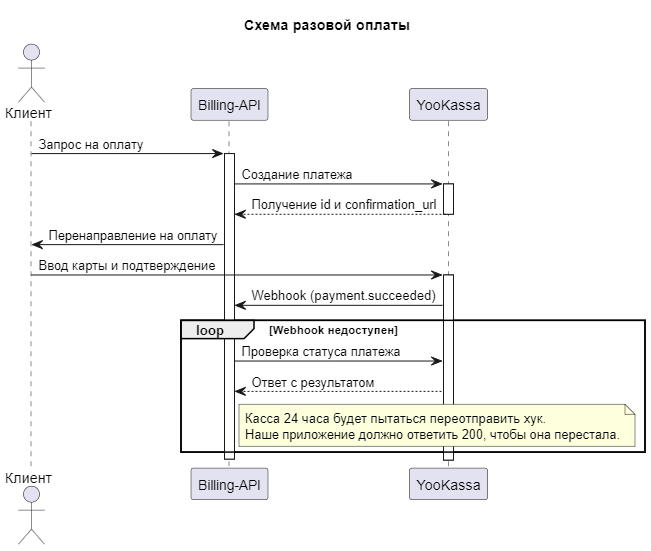 Схема разовой оплаты
Клиент
Billing-API
YooKassa
Запрос на оплату
Создание платежа
Получение id и confirmation_url
Перенаправление на оплату
Ввод карты и подтверждение
Webhook (payment.succeeded)
loop [Webhook недоступен]
Проверка статуса платежа
Ответ с результатом
Касса 24 часа будет пытаться переотправить хук.
Наше приложение должно ответить 200, чтобы она перестала.
Клиент
Billing-API
YooKassa